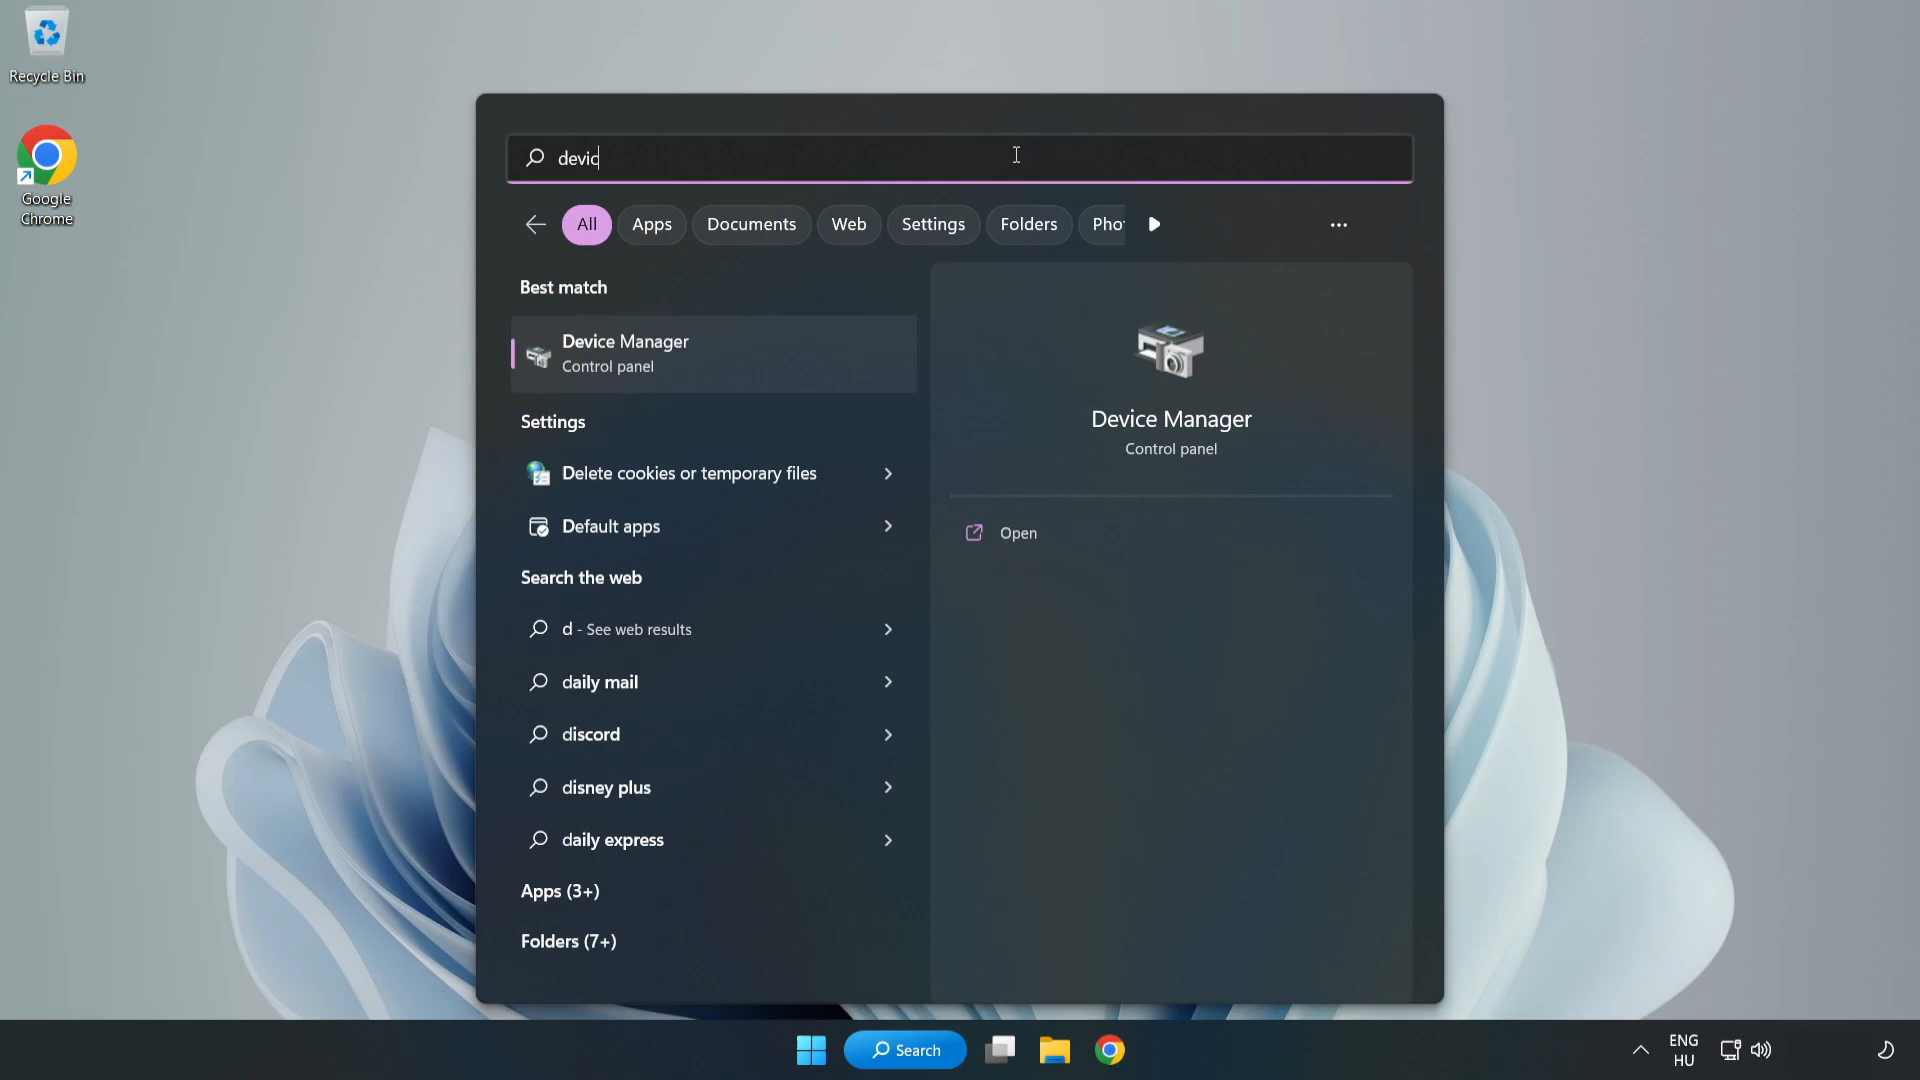 Recycle Bin
Google
Chrome
devic
All
Apps
Documents
Web
Settings
Folders
Pho
Best match
Device Manager
Control panel
Settings
Delete cookies or temporary files
Default apps
Search the web
d - See web results
daily mail
discord
disney plus
daily express
Apps (3+)
Folders (7+)
Device Manager
Control panel
Open
Search
ENG
HU